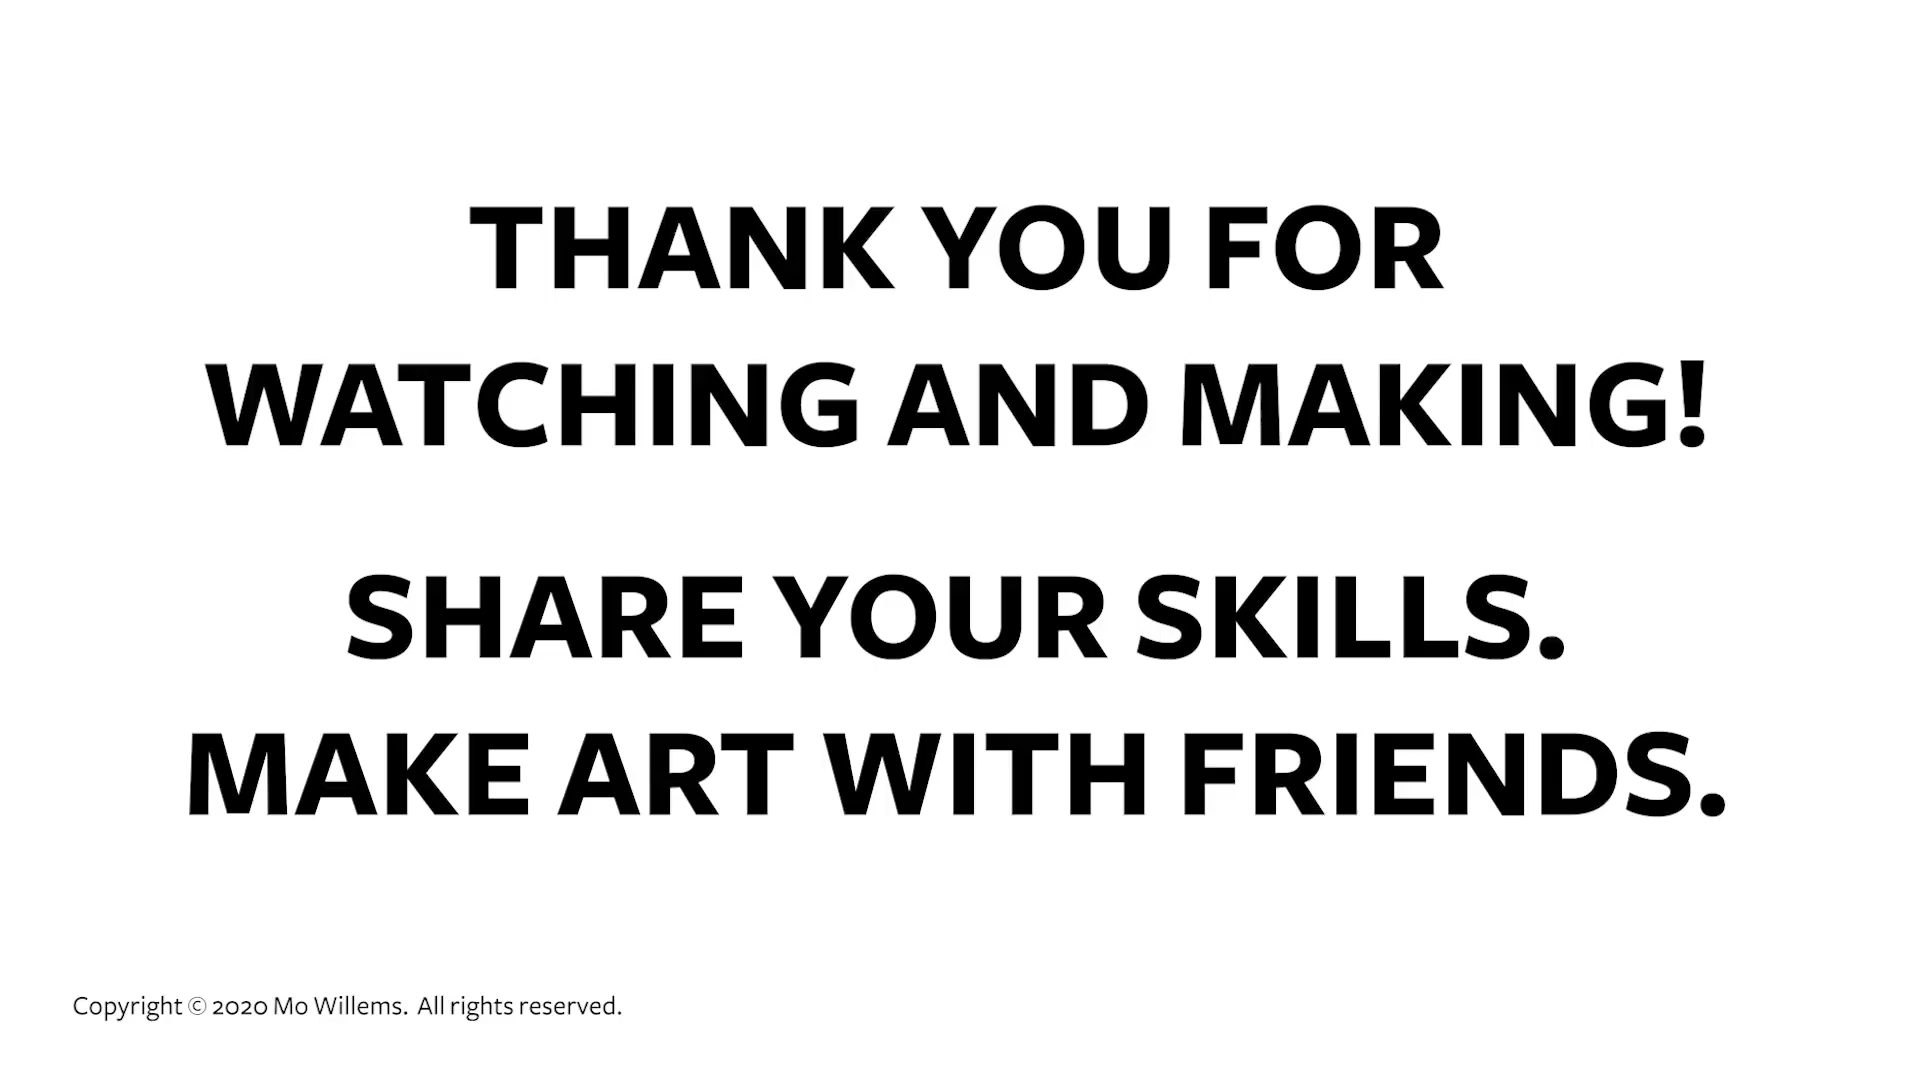 THANK YOU FOR
WATCHING AND MAKING!
SHARE YOUR SKILLS.
MAKE ART WITH FRIENDS.
Copyright © 2020 Mo Willems. All rights reserved.